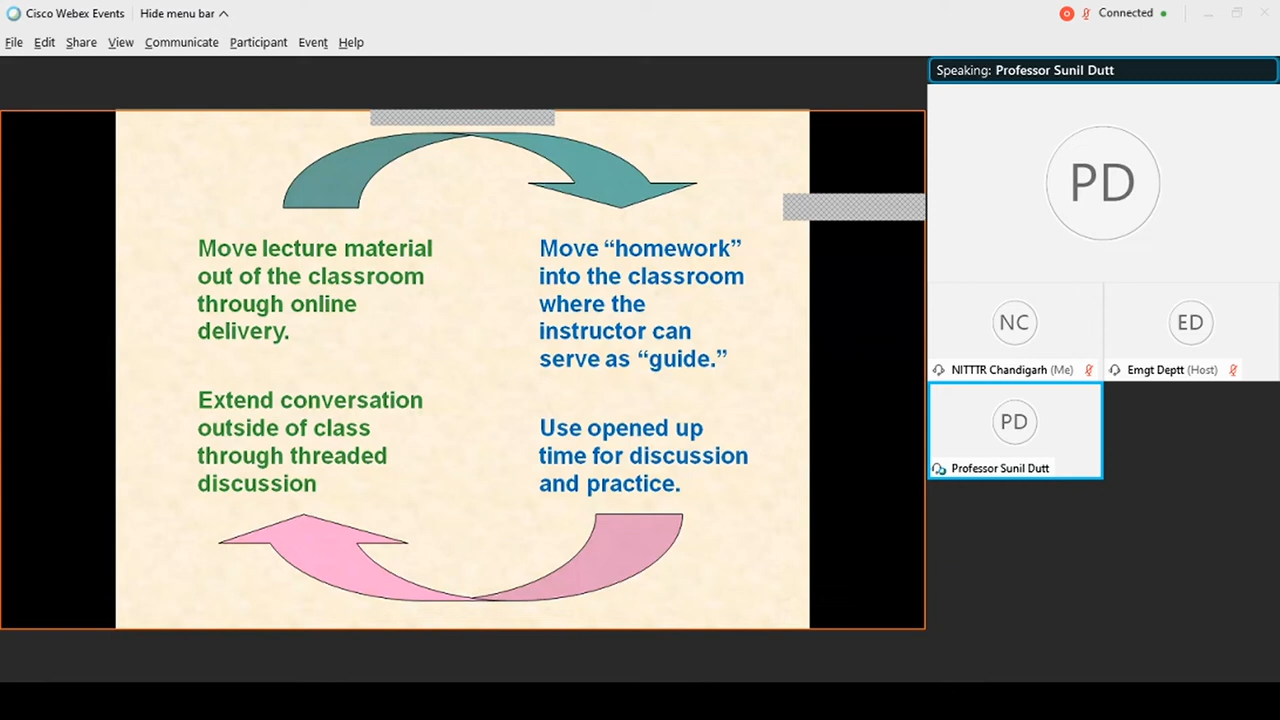 Cisco Webex Events
Hide menu bar
Connected
File Edit Share View Communicate Participant Event Help
Speaking: Professor Sunil Dutt
PD
NC
NITTTR Chandigarh (Me)
ED
Emgt Deptt (Host)
PD
Professor Sunil Dutt
Move lecture material
out of the classroom
through online
delivery.
Extend conversation
outside of class
through threaded
discussion
Move “homework”
into the classroom
where the
instructor can
serve as “guide.”
Use opened up
time for discussion
and practice.